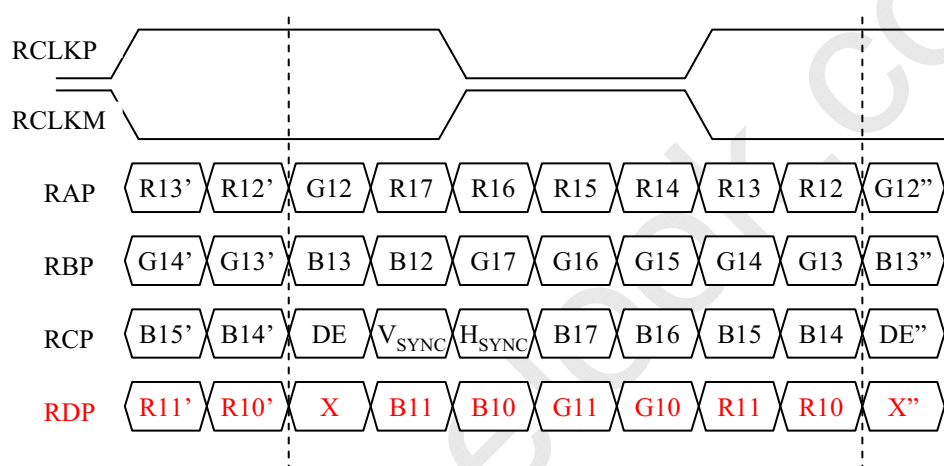 RCLKP
RCLKM
RAP R13’ R12’ G12 R17 R16 R15 R14 R13 R12 G12”
RBP G14’ G13’ B13 B12 G17 G16 G15 G14 G13 B13”
RCP B15’ B14’ DE VSYNC HSYNC B17 B16 B15 B14 DE”
RDP R11’ R10’ X B11 B10 G11 G10 R11 R10 X”